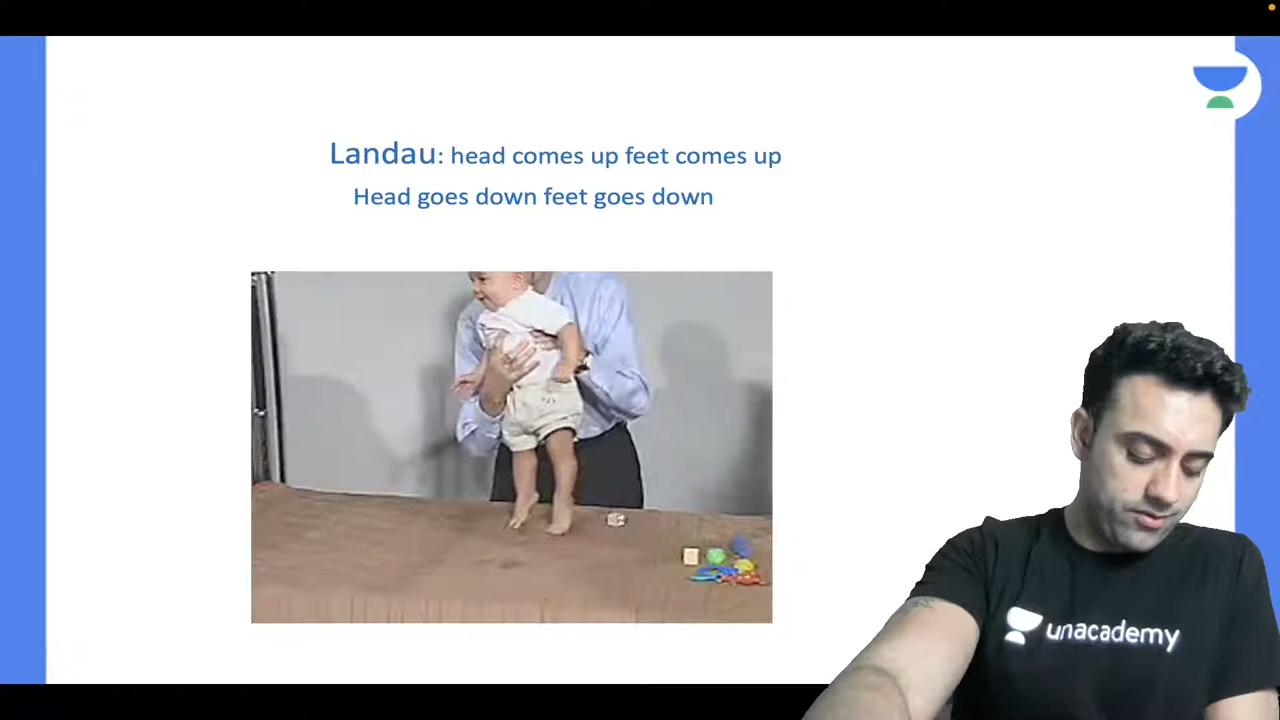 Landau: head comes up feet comes up
Head goes down feet goes down
unacademy